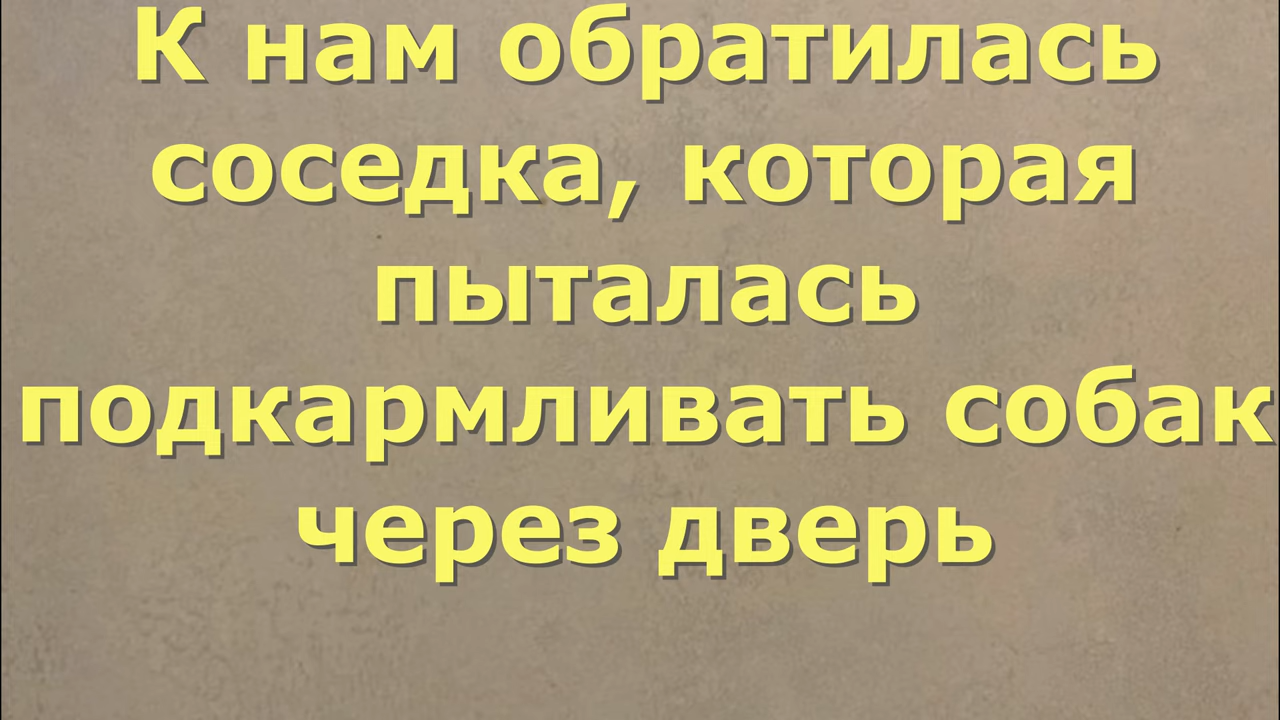 К нам обратилась
соседка, которая
пыталась
подкармливать собак
через дверь